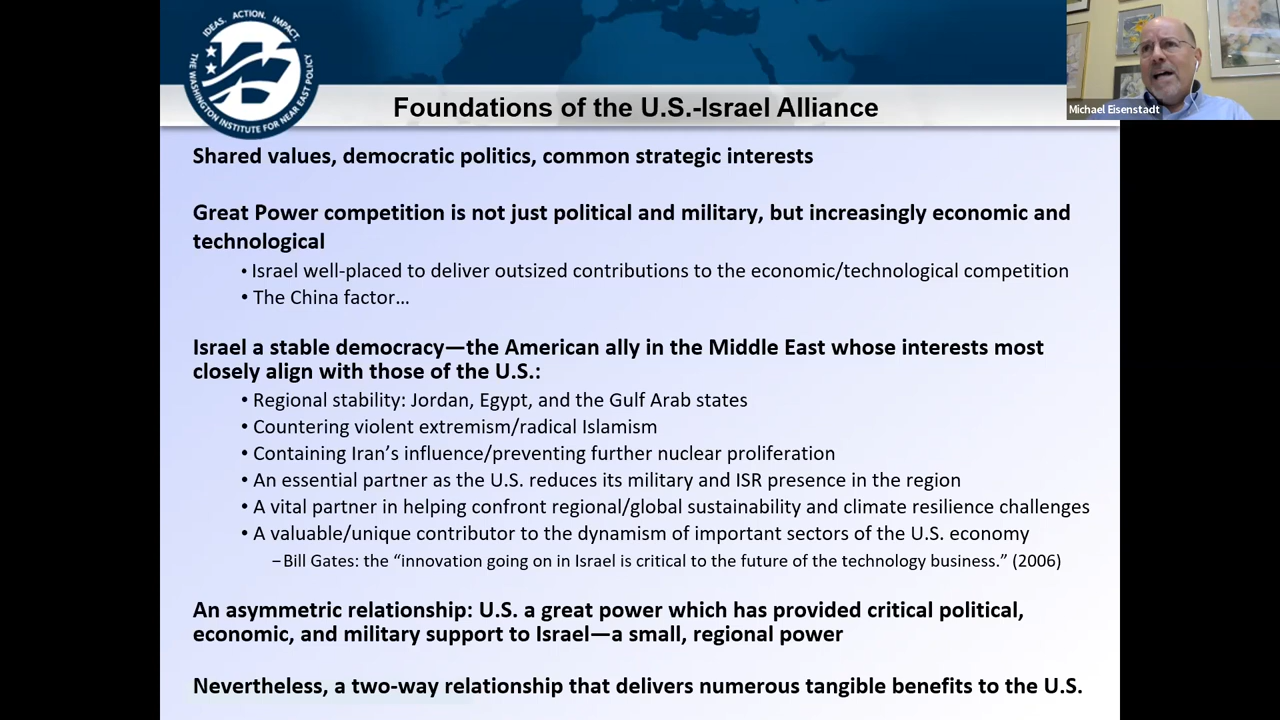 IDEAS. ACTION. IMPACT.
THE WASHINGTON INSTITUTE FOR NEAR EAST POLICY
Michael Eisenstadt
Foundations of the U.S.-Israel Alliance
Shared values, democratic politics, common strategic interests
Great Power competition is not just political and military, but increasingly economic and
technological
• Israel well-placed to deliver outsized contributions to the economic/technological competition
• The China factor…
Israel a stable democracy—the American ally in the Middle East whose interests most
closely align with those of the U.S.:
• Regional stability: Jordan, Egypt, and the Gulf Arab states
• Countering violent extremism/radical Islamism
• Containing Iran’s influence/preventing further nuclear proliferation
• An essential partner as the U.S. reduces its military and ISR presence in the region
• A vital partner in helping confront regional/global sustainability and climate resilience challenges
• A valuable/unique contributor to the dynamism of important sectors of the U.S. economy
–Bill Gates: the “innovation going on in Israel is critical to the future of the technology business.” (2006)
An asymmetric relationship: U.S. a great power which has provided critical political,
economic, and military support to Israel—a small, regional power
Nevertheless, a two-way relationship that delivers numerous tangible benefits to the U.S.